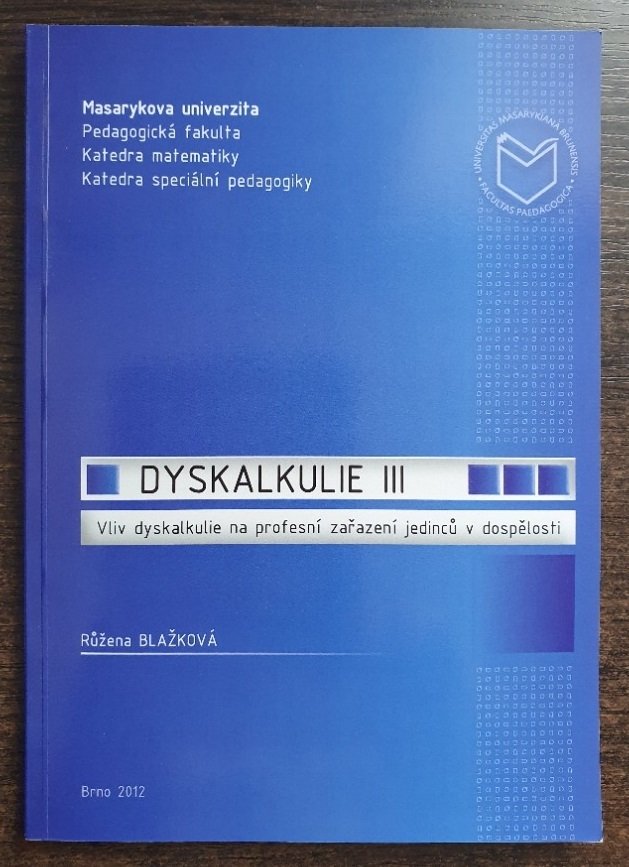 Masarykova univerzita
Pedagogická fakulta
Katedra matematiky
Katedra speciální pedagogiky
UNIVERSITAS MASARYKIANA BRUNENSIS
FACULTAS PAEDAGOGICA
DYSKALKULIE III
Vliv dyskalkulie na profesní zařazení jedinců v dospělosti
Růžena BLAŽKOVÁ
Brno 2012